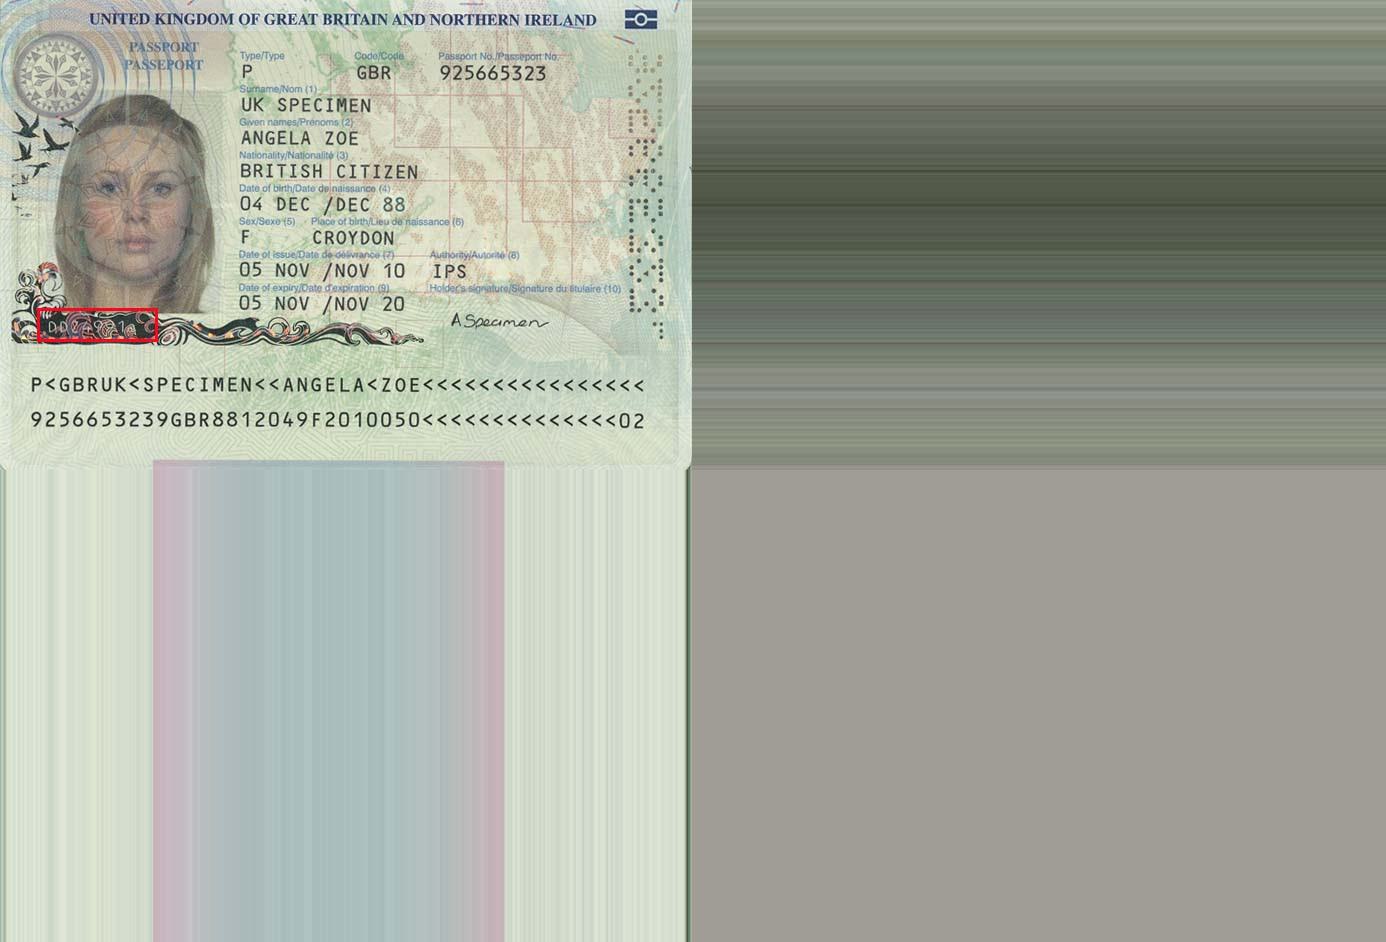 UNITED KINGDOM OF GREAT BRITAIN AND NORTHERN IRELAND
PASSPORT
PASSEPORT
Type/Type Code/Code Passport No./Passeport No.
P GBR 925665323
Surname/Nom (1)
UK SPECIMEN
Given names/Prénoms (2)
ANGELA ZOE
Nationality/Nationalité (3)
BRITISH CITIZEN
Date of birth/Date de naissance (4)
04 DEC /DEC 88
Sex/Sexe (5) Place of birth/Lieu de naissance (6)
F CROYDON
Date of issue/Date de délivrance (7) Authority/Autorité (8)
05 NOV /NOV 10 IPS
Date of expiry/Date d'expiration (9) Holder's signature/Signature du titulaire (10)
05 NOV /NOV 20
A Specimen
P<GBRUK<SPECIMEN<<ANGELA<ZOE<<<<<<<<<<<<<<<<
9256653239GBR8812049F2010050<<<<<<<<<<<<<<02